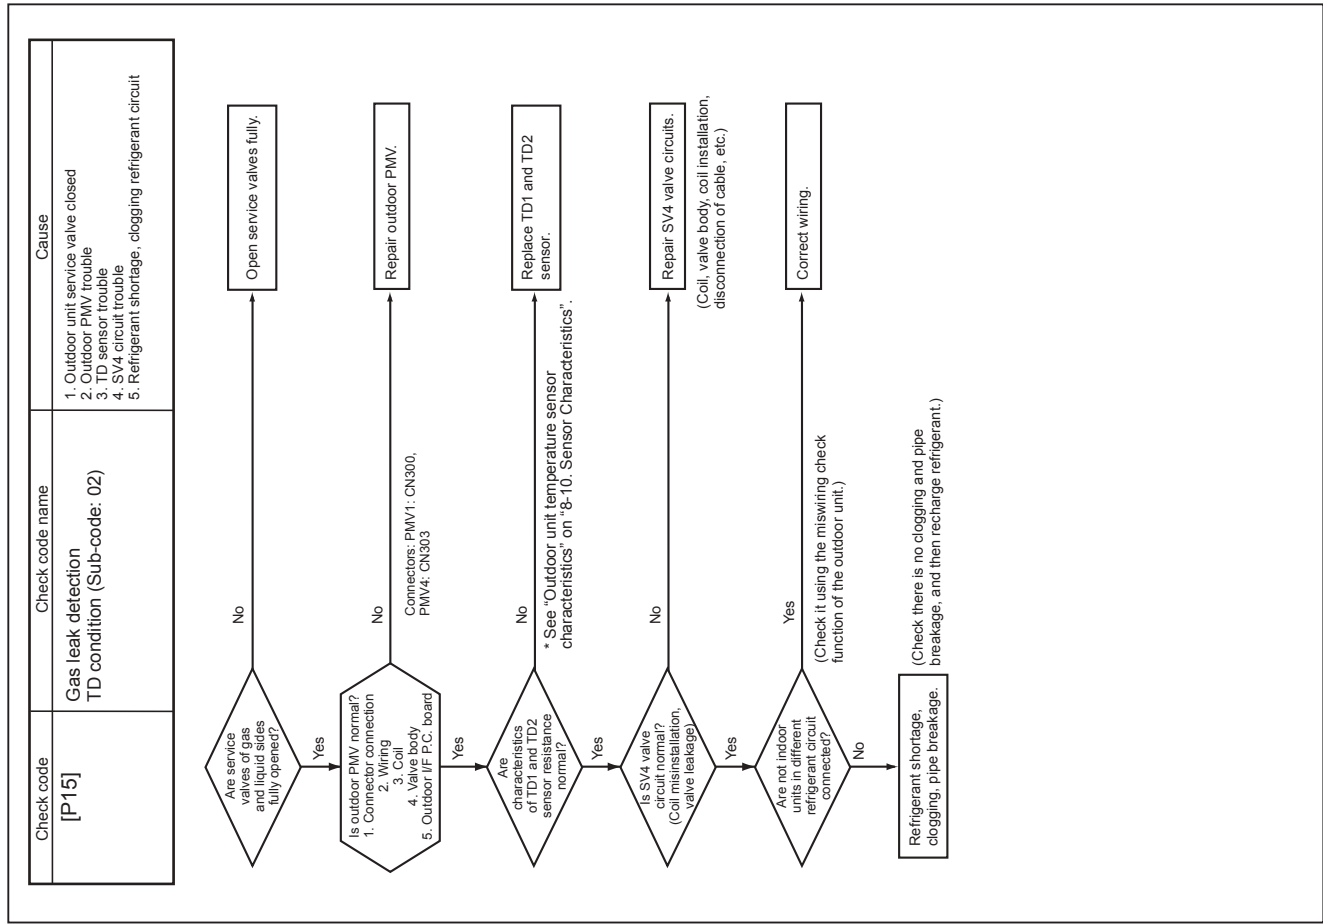 Check code
Check code name
Cause
[P15]
Gas leak detection
TD condition (Sub-code: 02)
1. Outdoor unit service valve closed
2. Outdoor PMV trouble
3. TD sensor trouble
4. SV4 circuit trouble
5. Refrigerant shortage, clogging refrigerant circuit
Are service
valves of gas
and liquid sides
fully opened?
No
Open service valves fully.
Yes
Is outdoor PMV normal?
1. Connector connection
2. Wiring
3. Coil
4. Valve body
5. Outdoor I/F P.C. board
No
Repair outdoor PMV.
Connectors: PMV1: CN300,
PMV4: CN303
Yes
Are
characteristics
of TD1 and TD2
sensor resistance
normal?
No
Replace TD1 and TD2
sensor.
* See “Outdoor unit temperature sensor
characteristics” on “8-10. Sensor Characteristics”.
Yes
Is SV4 valve
circuit normal?
(Coil misinstallation,
valve leakage)
No
Repair SV4 valve circuits.
(Coil, valve body, coil installation,
disconnection of cable, etc.)
Yes
Are not indoor
units in different
refrigerant circuit
connected?
Yes
Correct wiring.
(Check it using the miswiring check
function of the outdoor unit.)
No
Refrigerant shortage,
clogging, pipe breakage.
(Check there is no clogging and pipe
breakage, and then recharge refrigerant.)